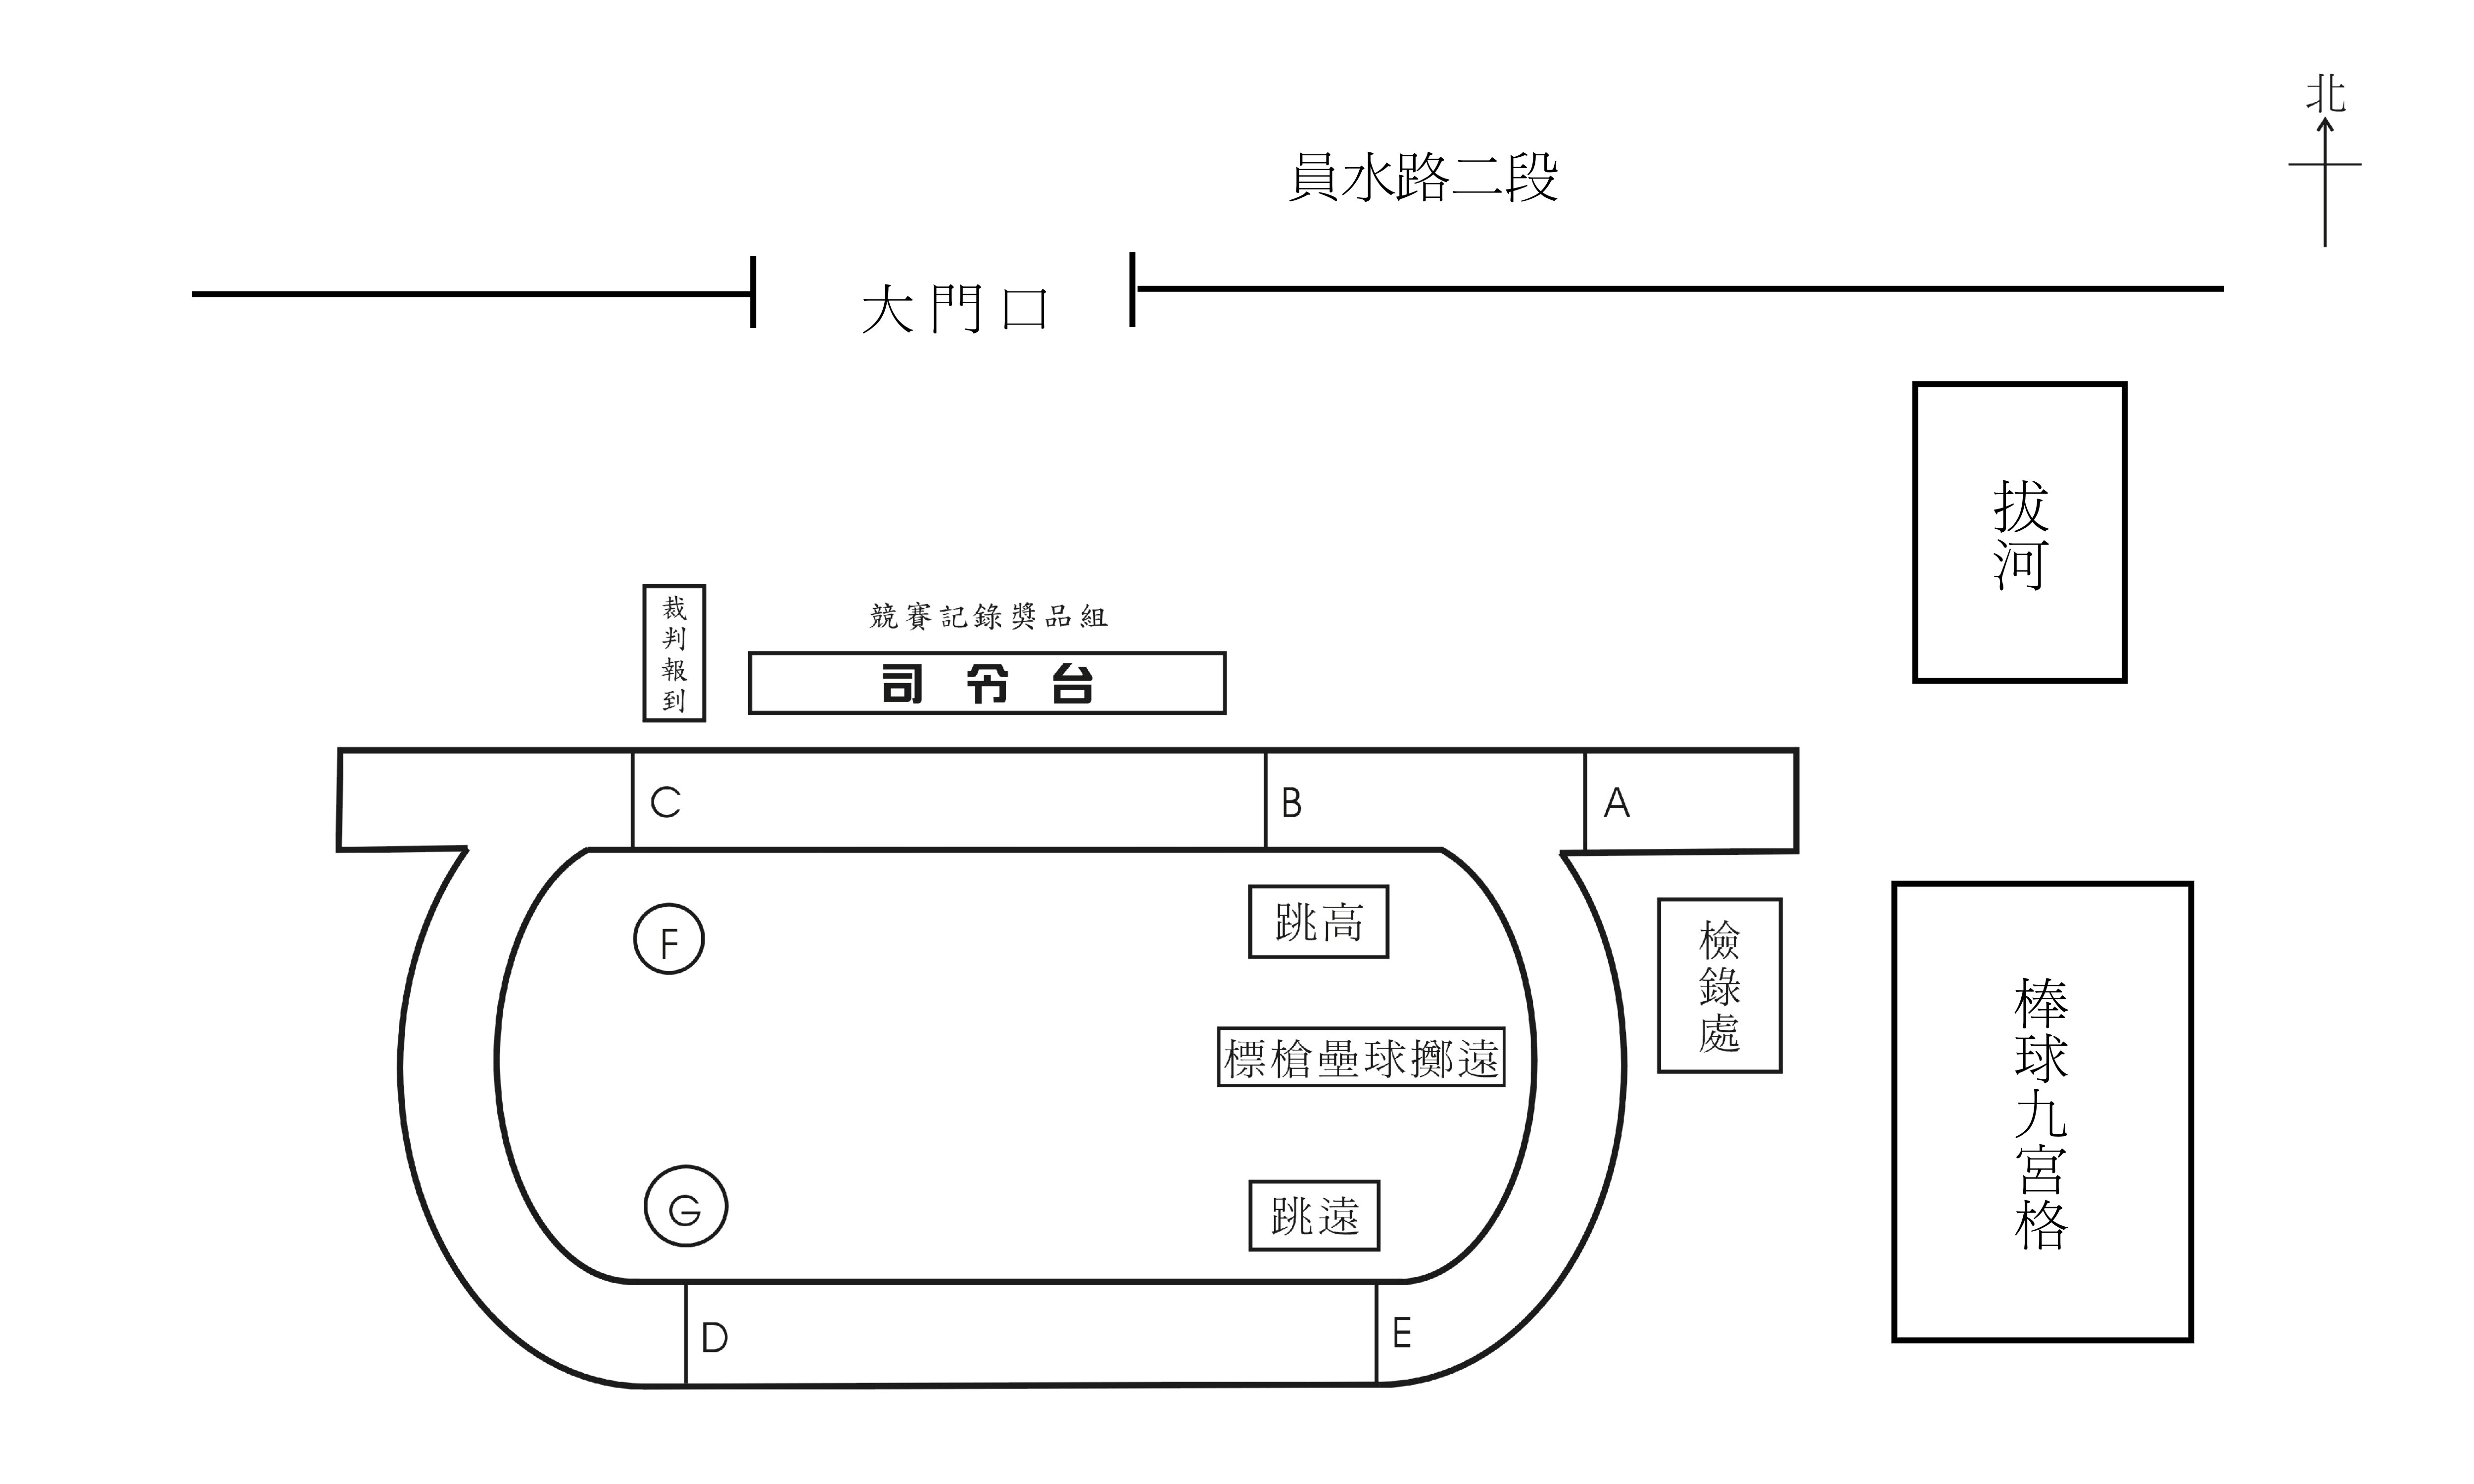 北
員水路二段
大門口
拔河
裁判報到
競賽記錄獎品組
司令台
C
B
A
F
跳高
檢錄處
標槍壘球擲遠
棒球九宮格
G
跳遠
D
E